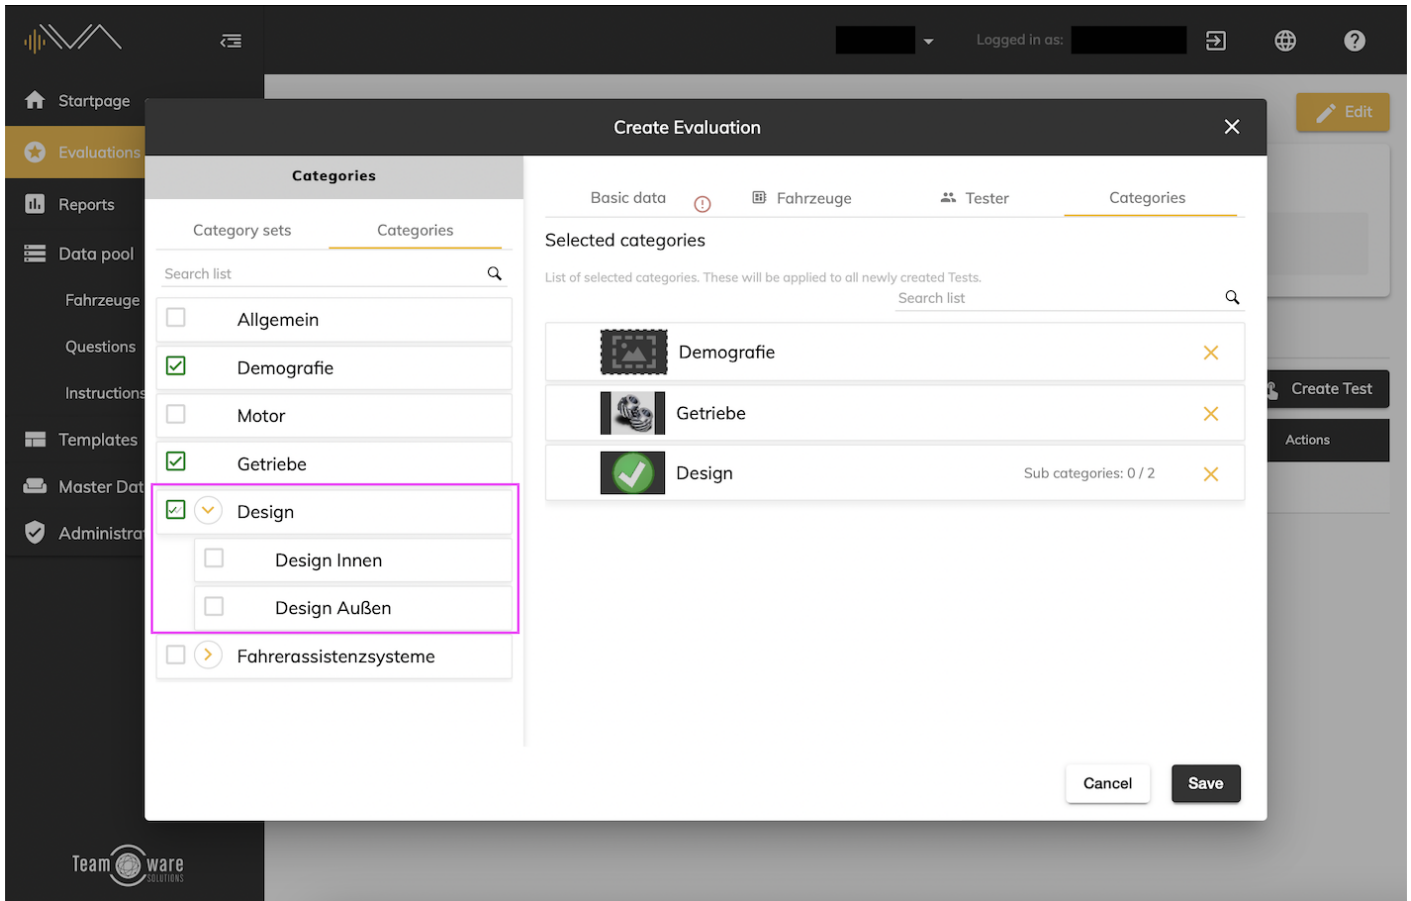 Logged in as:
Startpage
Evaluations
Reports
Data pool
Fahrzeuge
Questions
Instructions
Templates
Master Dat
Administra
Team ware
SOLUTIONS
Edit
Create Test
Actions
Create Evaluation
Categories
Category sets
Categories
Search list
Allgemein
Demografie
Motor
Getriebe
Design
Design Innen
Design Außen
Fahrerassistenzsysteme
Basic data
Fahrzeuge
Tester
Categories
Selected categories
List of selected categories. These will be applied to all newly created Tests.
Search list
Demografie
Getriebe
Design
Sub categories: 0 / 2
Cancel
Save